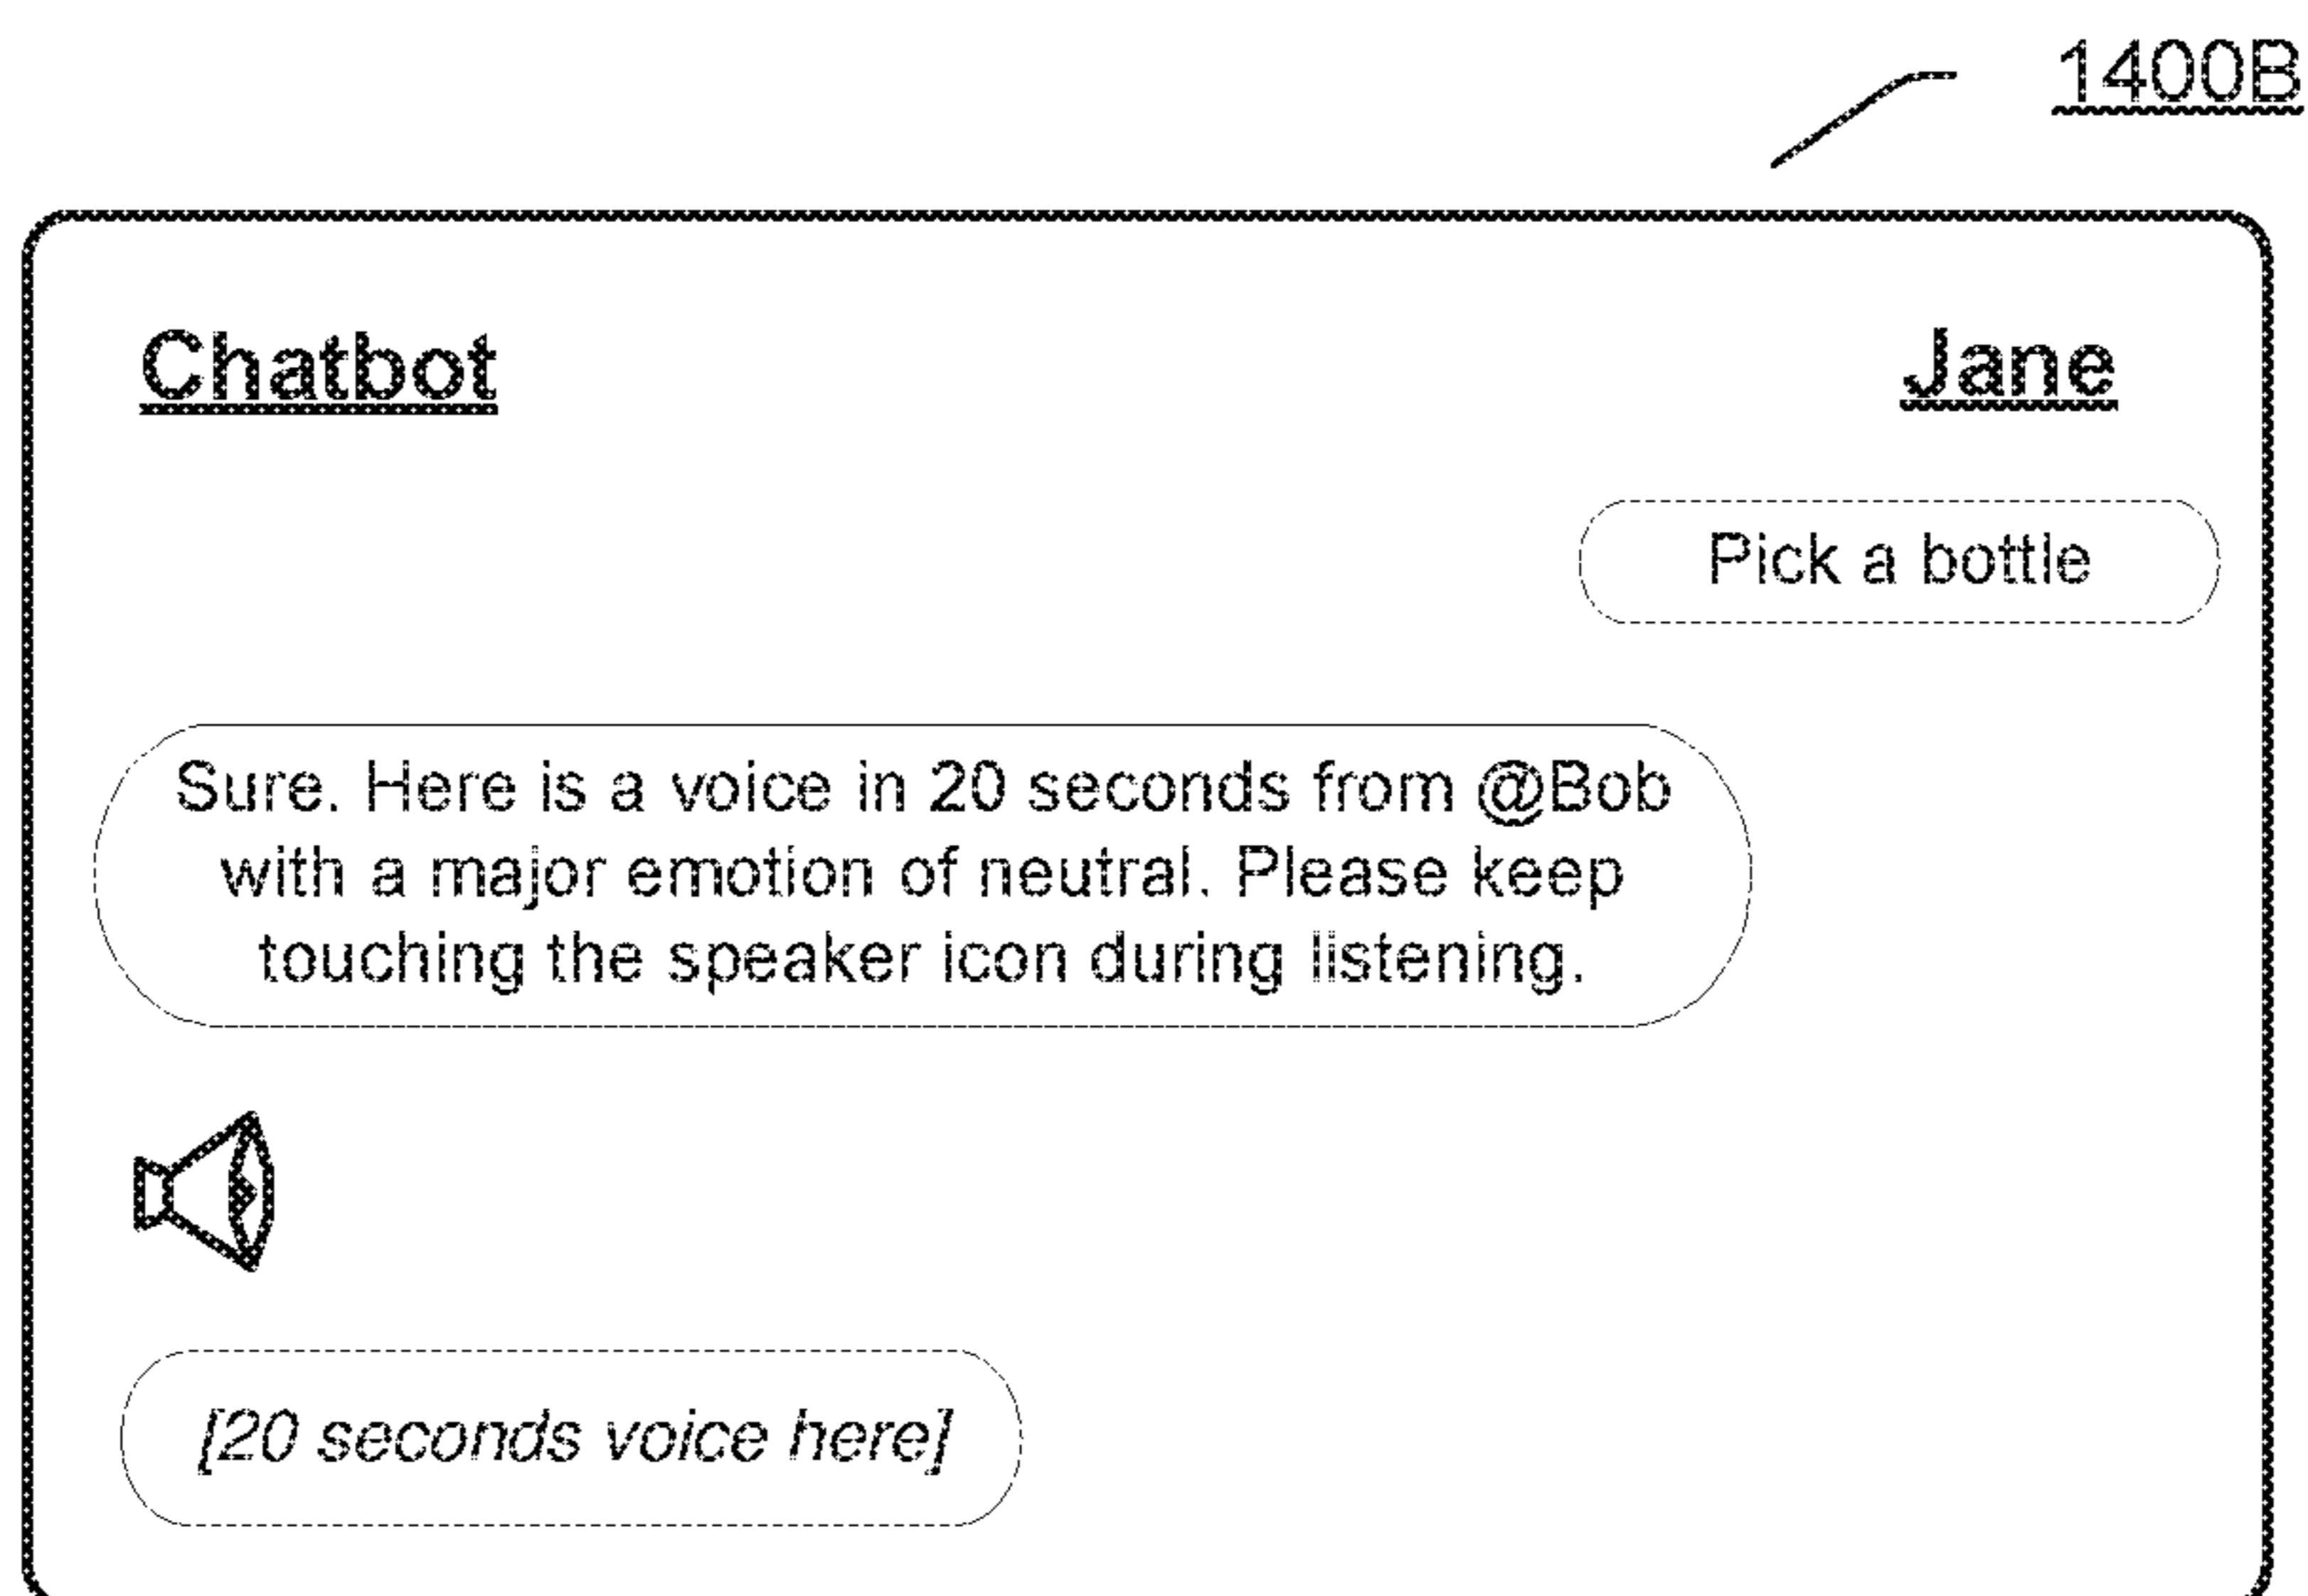 1400B
Chatbot
Jane
Pick a bottle
Sure. Here is a voice in 20 seconds from @Bob
with a major emotion of neutral. Please keep
touching the speaker icon during listening.
[20 seconds voice here]